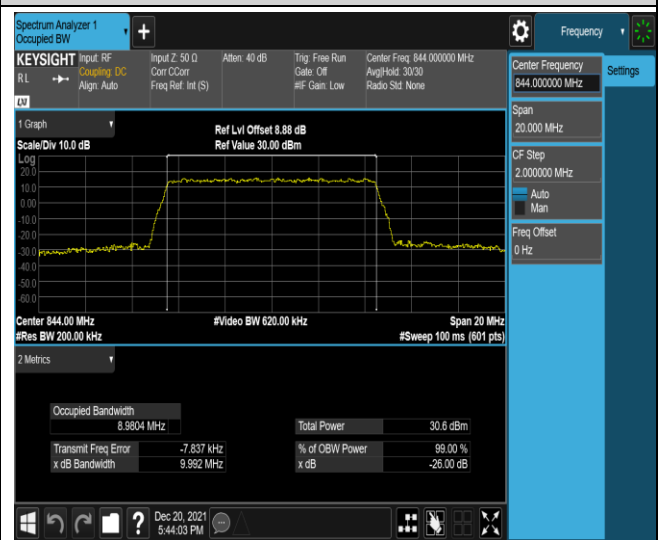 Spectrum Analyzer 1
Occupied BW
+
Frequency
KEYSIGHT
RL
LXI
Input: RF
Coupling: DC
Align: Auto
Input Z: 50 Ω
Corr CCorr
Freq Ref: Int (S)
Atten: 40 dB
Trig: Free Run
Gate: Off
#IF Gain: Low
Center Freq: 844.000000 MHz
Avg|Hold: 30/30
Radio Std: None
Center Frequency
844.000000 MHz
Settings
Span
20.000 MHz
CF Step
2.000000 MHz
Auto
Man
Freq Offset
0 Hz
1 Graph
Scale/Div 10.0 dB
Ref Lvl Offset 8.88 dB
Ref Value 30.00 dBm
Log
20.0
10.0
0.00
-10.0
-20.0
-30.0
-40.0
-50.0
-60.0
Center 844.00 MHz
#Video BW 620.00 kHz
Span 20 MHz
#Res BW 200.00 kHz
#Sweep 100 ms (601 pts)
2 Metrics
Occupied Bandwidth
8.9804 MHz
Total Power 30.6 dBm
Transmit Freq Error -7.837 kHz
% of OBW Power 99.00 %
x dB Bandwidth 9.992 MHz
x dB -26.00 dB
?
Dec 20, 2021
5:44:03 PM